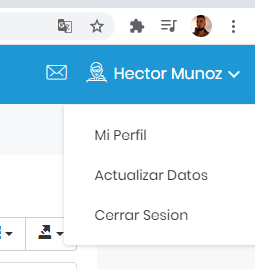 Hector Munoz
Mi Perfil
Actualizar Datos
Cerrar Sesion